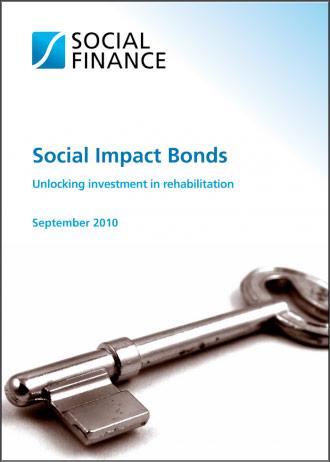 SOCIAL
FINANCE
Social Impact Bonds
Unlocking investment in rehabilitation
September 2010